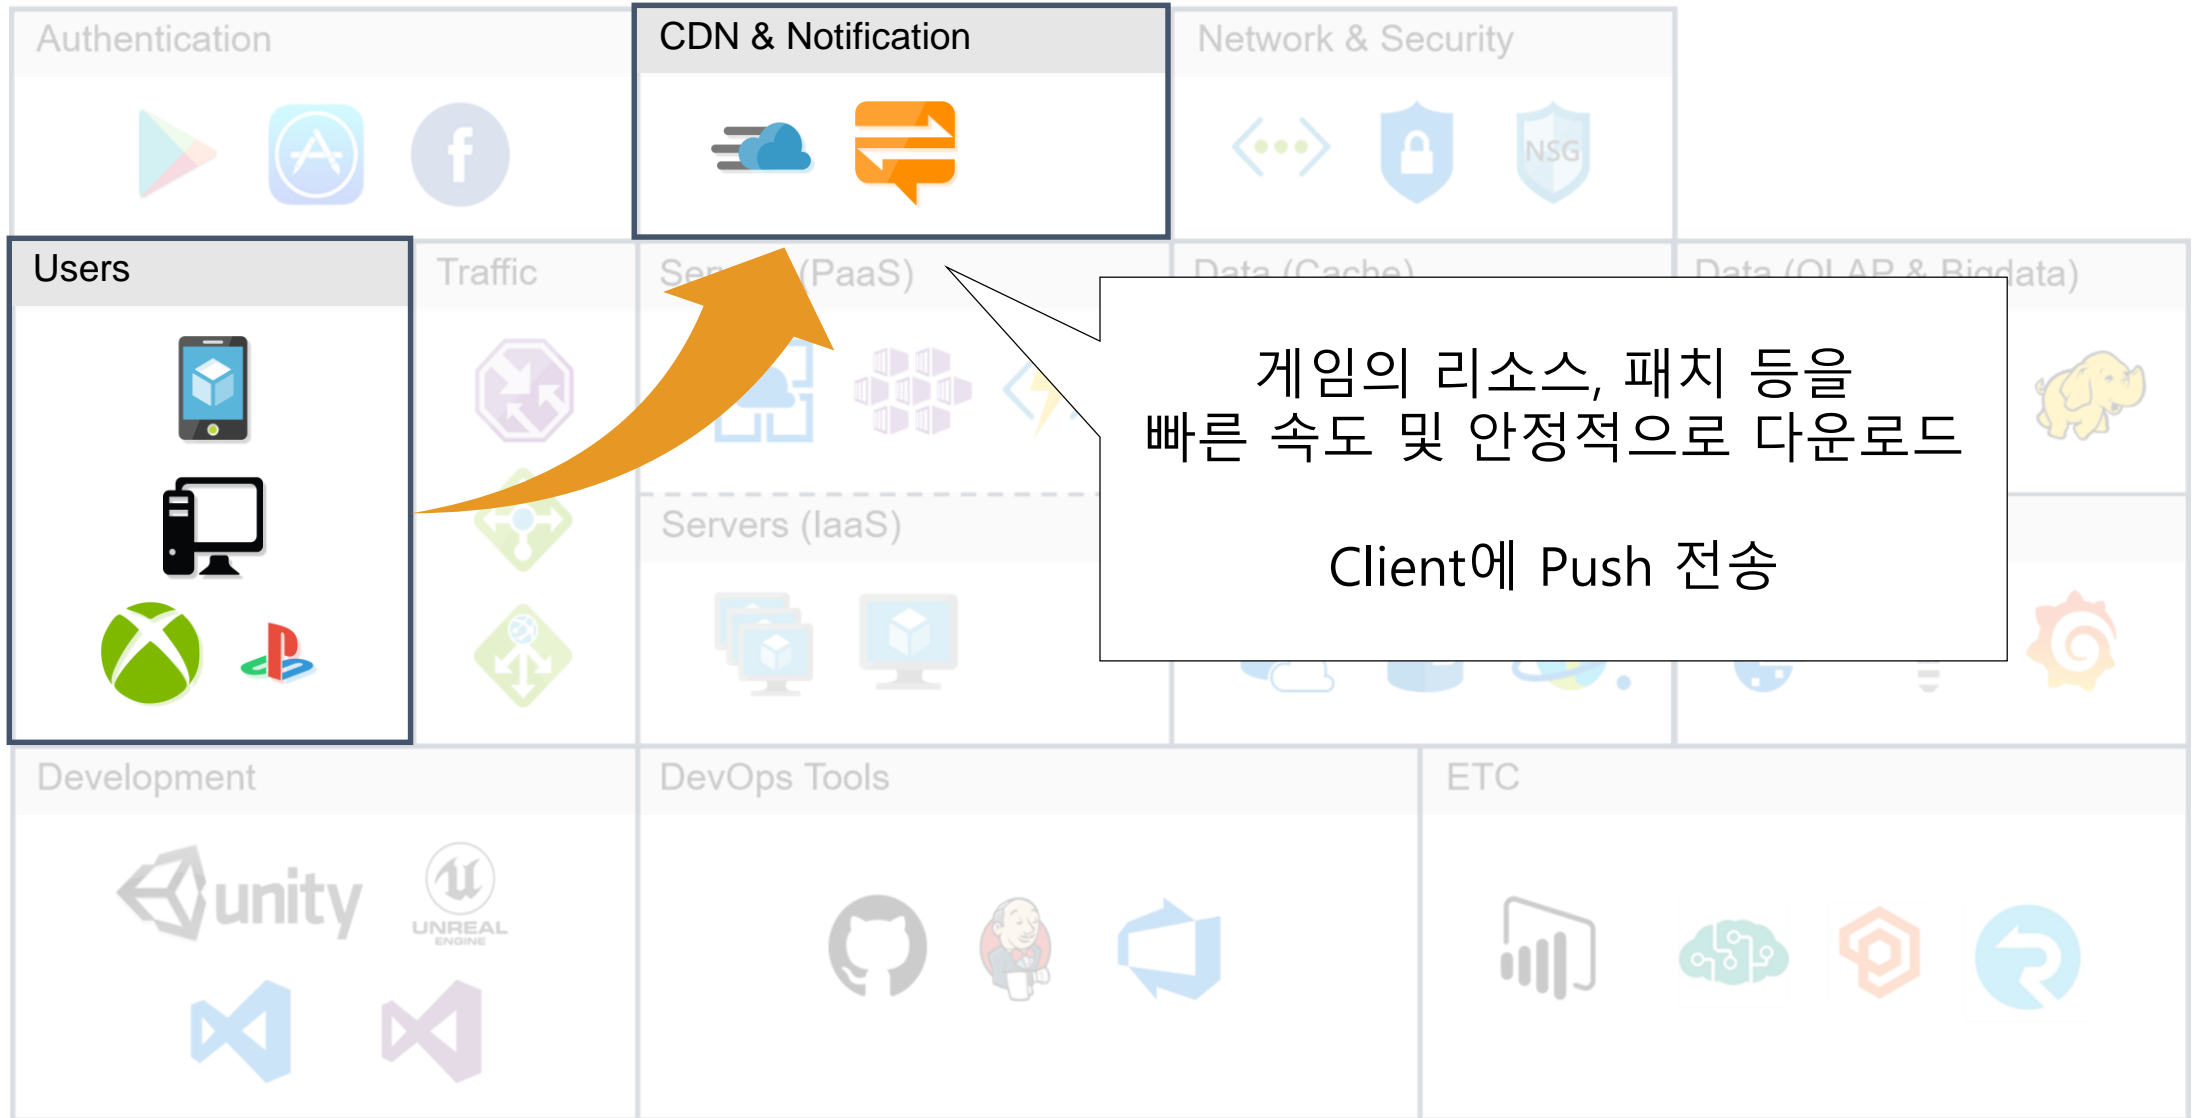 Authentication
CDN & Notification
Network & Security
f
NSG
Users
Traffic
(PaaS)
Client에 Push 전송
게임의 리소스, 패치 등을
빠른 속도 및 안정적으로 다운로드
Servers (IaaS)
Development
DevOps Tools
ETC
unity
UNREAL
ENGINE